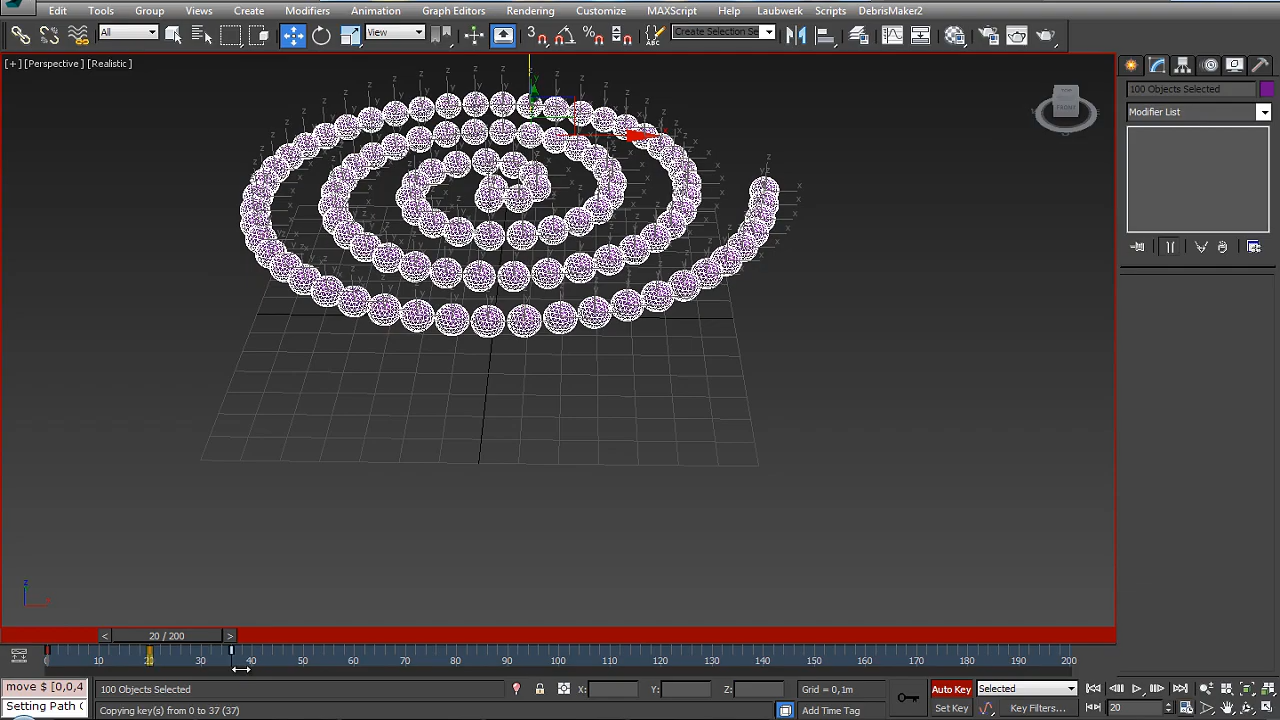 Edit Tools Group Views Create Modifiers Animation Graph Editors Rendering Customize MAXScript Help Laubwerk Scripts DebrisMaker2
All View Create Selection Se
[+] [Perspective] [Realistic]
TOP
FRONT
100 Objects Selected
Modifier List
< 20 / 200 >
0 10 20 30 40 50 60 70 80 90 100 110 120 130 140 150 160 170 180 190 200
move $ [0,0,4 100 Objects Selected X: Y: Z: Grid = 0,1m Auto Key Selected
Setting Path ( Copying key(s) from 0 to 37 (37) Add Time Tag Set Key Key Filters... 20